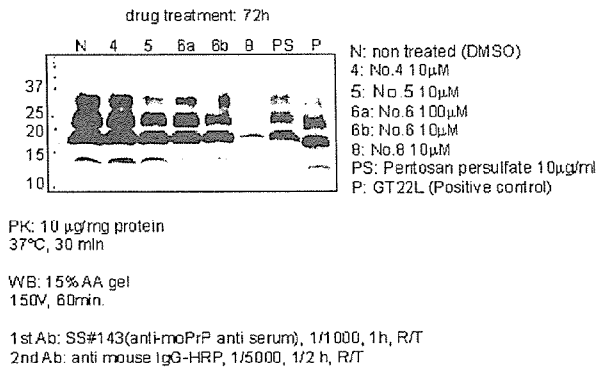 drug treatment: 72h
N 4 5 6a 6b 8 PS P
37
25
20
15
10
N: non treated (DMSO)
4: No.4 10μM
5: No.5 10μM
6a: No.6 100μM
6b: No.6 10μM
8: No.8 10μM
PS: Pentosan persulfate 10μg/ml
P: GT22L (Positive control)
PK: 10 μg/mg protein
37°C, 30 min
WB: 15%AA gel
150V, 60min.
1st Ab: SS#143(anti-moPrP anti serum), 1/1000, 1h, R/T
2nd Ab: anti mouse IgG-HRP, 1/5000, 1/2 h, R/T